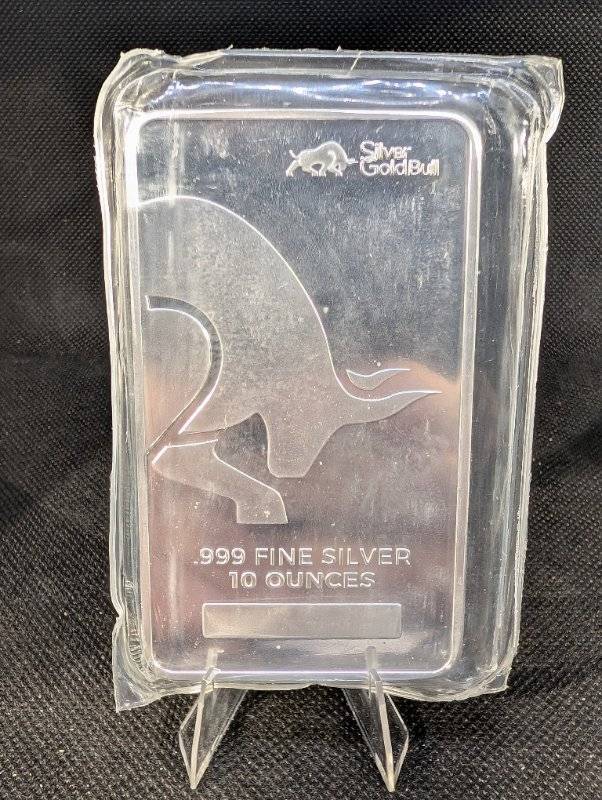 Silver
GoldBull
.999 FINE SILVER
10 OUNCES